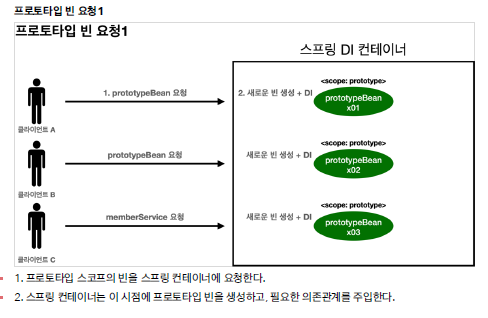 프로토타입 빈 요청1
프로토타입 빈 요청1
스프링 DI 컨테이너
<scope: prototype>
1. prototypeBean 요청
2. 새로운 빈 생성 + DI
prototypeBean
x01
클라이언트 A
<scope: prototype>
prototypeBean 요청
새로운 빈 생성 + DI
prototypeBean
x02
클라이언트 B
<scope: prototype>
memberService 요청
새로운 빈 생성 + DI
prototypeBean
x03
클라이언트 C
1. 프로토타입 스코프의 빈을 스프링 컨테이너에 요청한다.
2. 스프링 컨테이너는 이 시점에 프로토타입 빈을 생성하고, 필요한 의존관계를 주입한다.